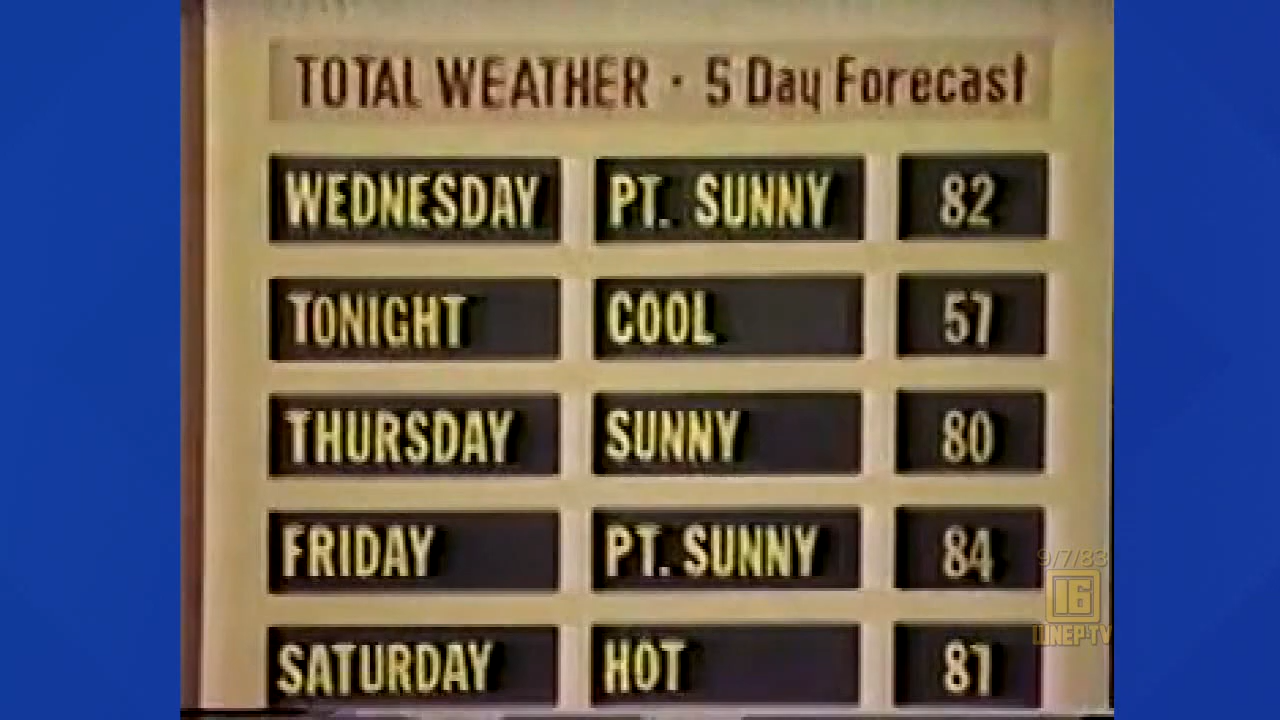 TOTAL WEATHER · 5 Day Forecast
WEDNESDAY PT. SUNNY 82
TONIGHT COOL 57
THURSDAY SUNNY 80
FRIDAY PT. SUNNY 84
SATURDAY HOT 81
9/7/83
16
WNEP-TV